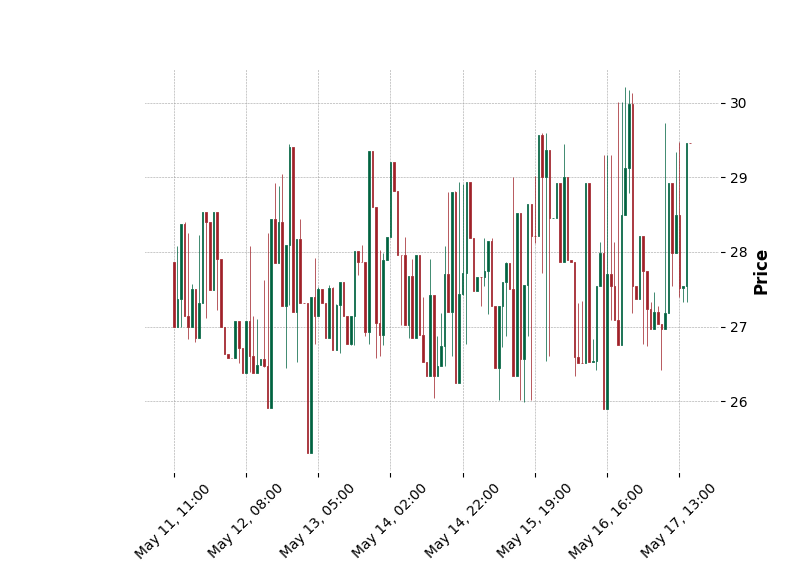 30
29
28
27
26
Price
May 11, 11:00
May 12, 08:00
May 13, 05:00
May 14, 02:00
May 14, 22:00
May 15, 19:00
May 16, 16:00
May 17, 13:00